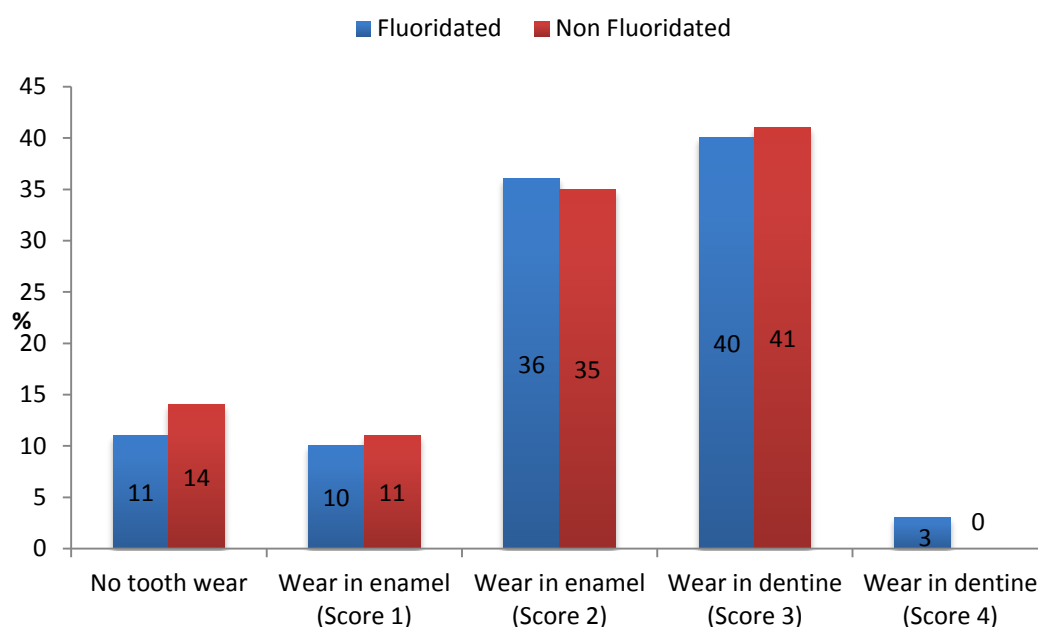 Fluoridated Non Fluoridated
45
40
35
30
25
%
20
15
10
5
0
11 14 10 11 36 35 40 41 3 0
No tooth wear Wear in enamel Wear in enamel Wear in dentine Wear in dentine
(Score 1) (Score 2) (Score 3) (Score 4)